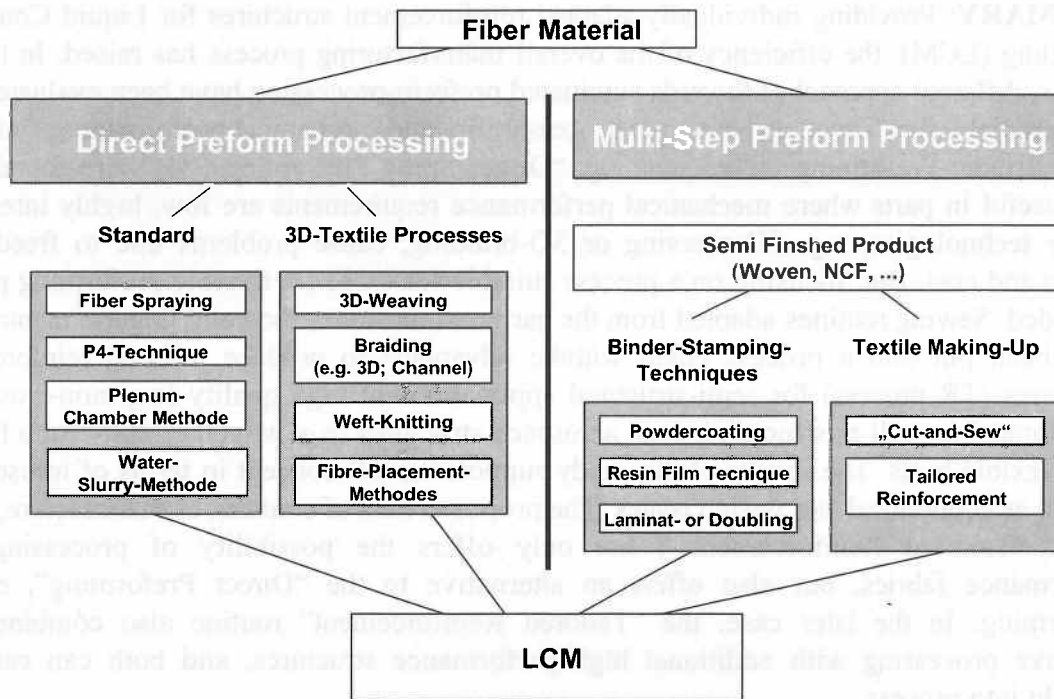 Fiber Material
Direct Preform Processing
Multi-Step Preform Processing
Standard
3D-Textile Processes
Fiber Spraying
P4-Technique
Plenum-
Chamber Methode
Water-
Slurry-Methode
3D-Weaving
Braiding
(e.g. 3D; Channel)
Weft-Knitting
Fibre-Placement-
Methodes
Semi Finshed Product
(Woven, NCF, ...)
Binder-Stamping-
Techniques
Textile Making-Up
Powdercoating
Resin Film Tecnique
Laminat- or Doubling
„Cut-and-Sew“
Tailored
Reinforcement
LCM